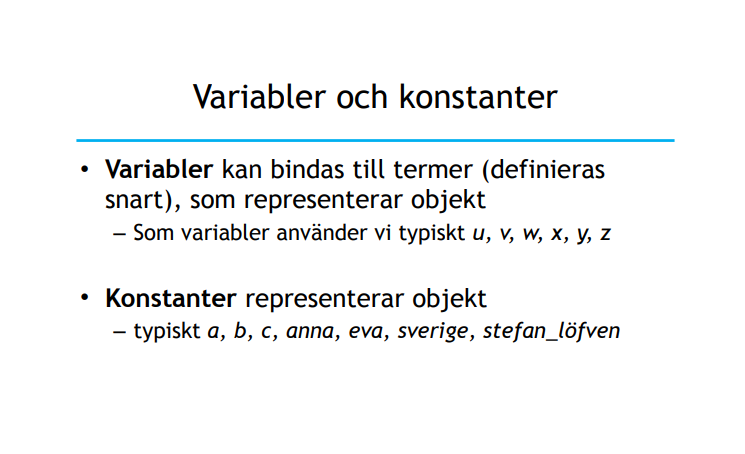 Variabler och konstanter
• Variabler kan bindas till termer (definieras
snart), som representerar objekt
– Som variabler använder vi typiskt u, v, w, x, y, z
• Konstanter representerar objekt
– typiskt a, b, c, anna, eva, sverige, stefan_löfven